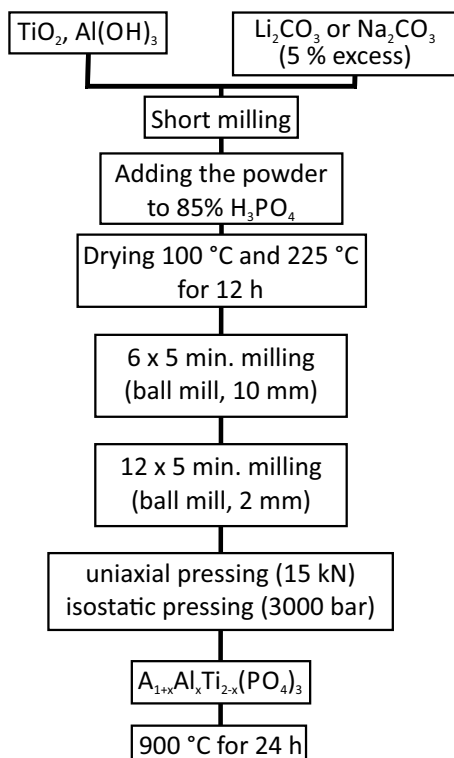 TiO₂, Al(OH)₃
Li₂CO₃ or Na₂CO₃
(5 % excess)
Short milling
Adding the powder
to 85% H₃PO₄
Drying 100 °C and 225 °C
for 12 h
6 x 5 min. milling
(ball mill, 10 mm)
12 x 5 min. milling
(ball mill, 2 mm)
uniaxial pressing (15 kN)
isostatic pressing (3000 bar)
A₁₊ₓAlₓTi₂₋ₓ(PO₄)₃
900 °C for 24 h